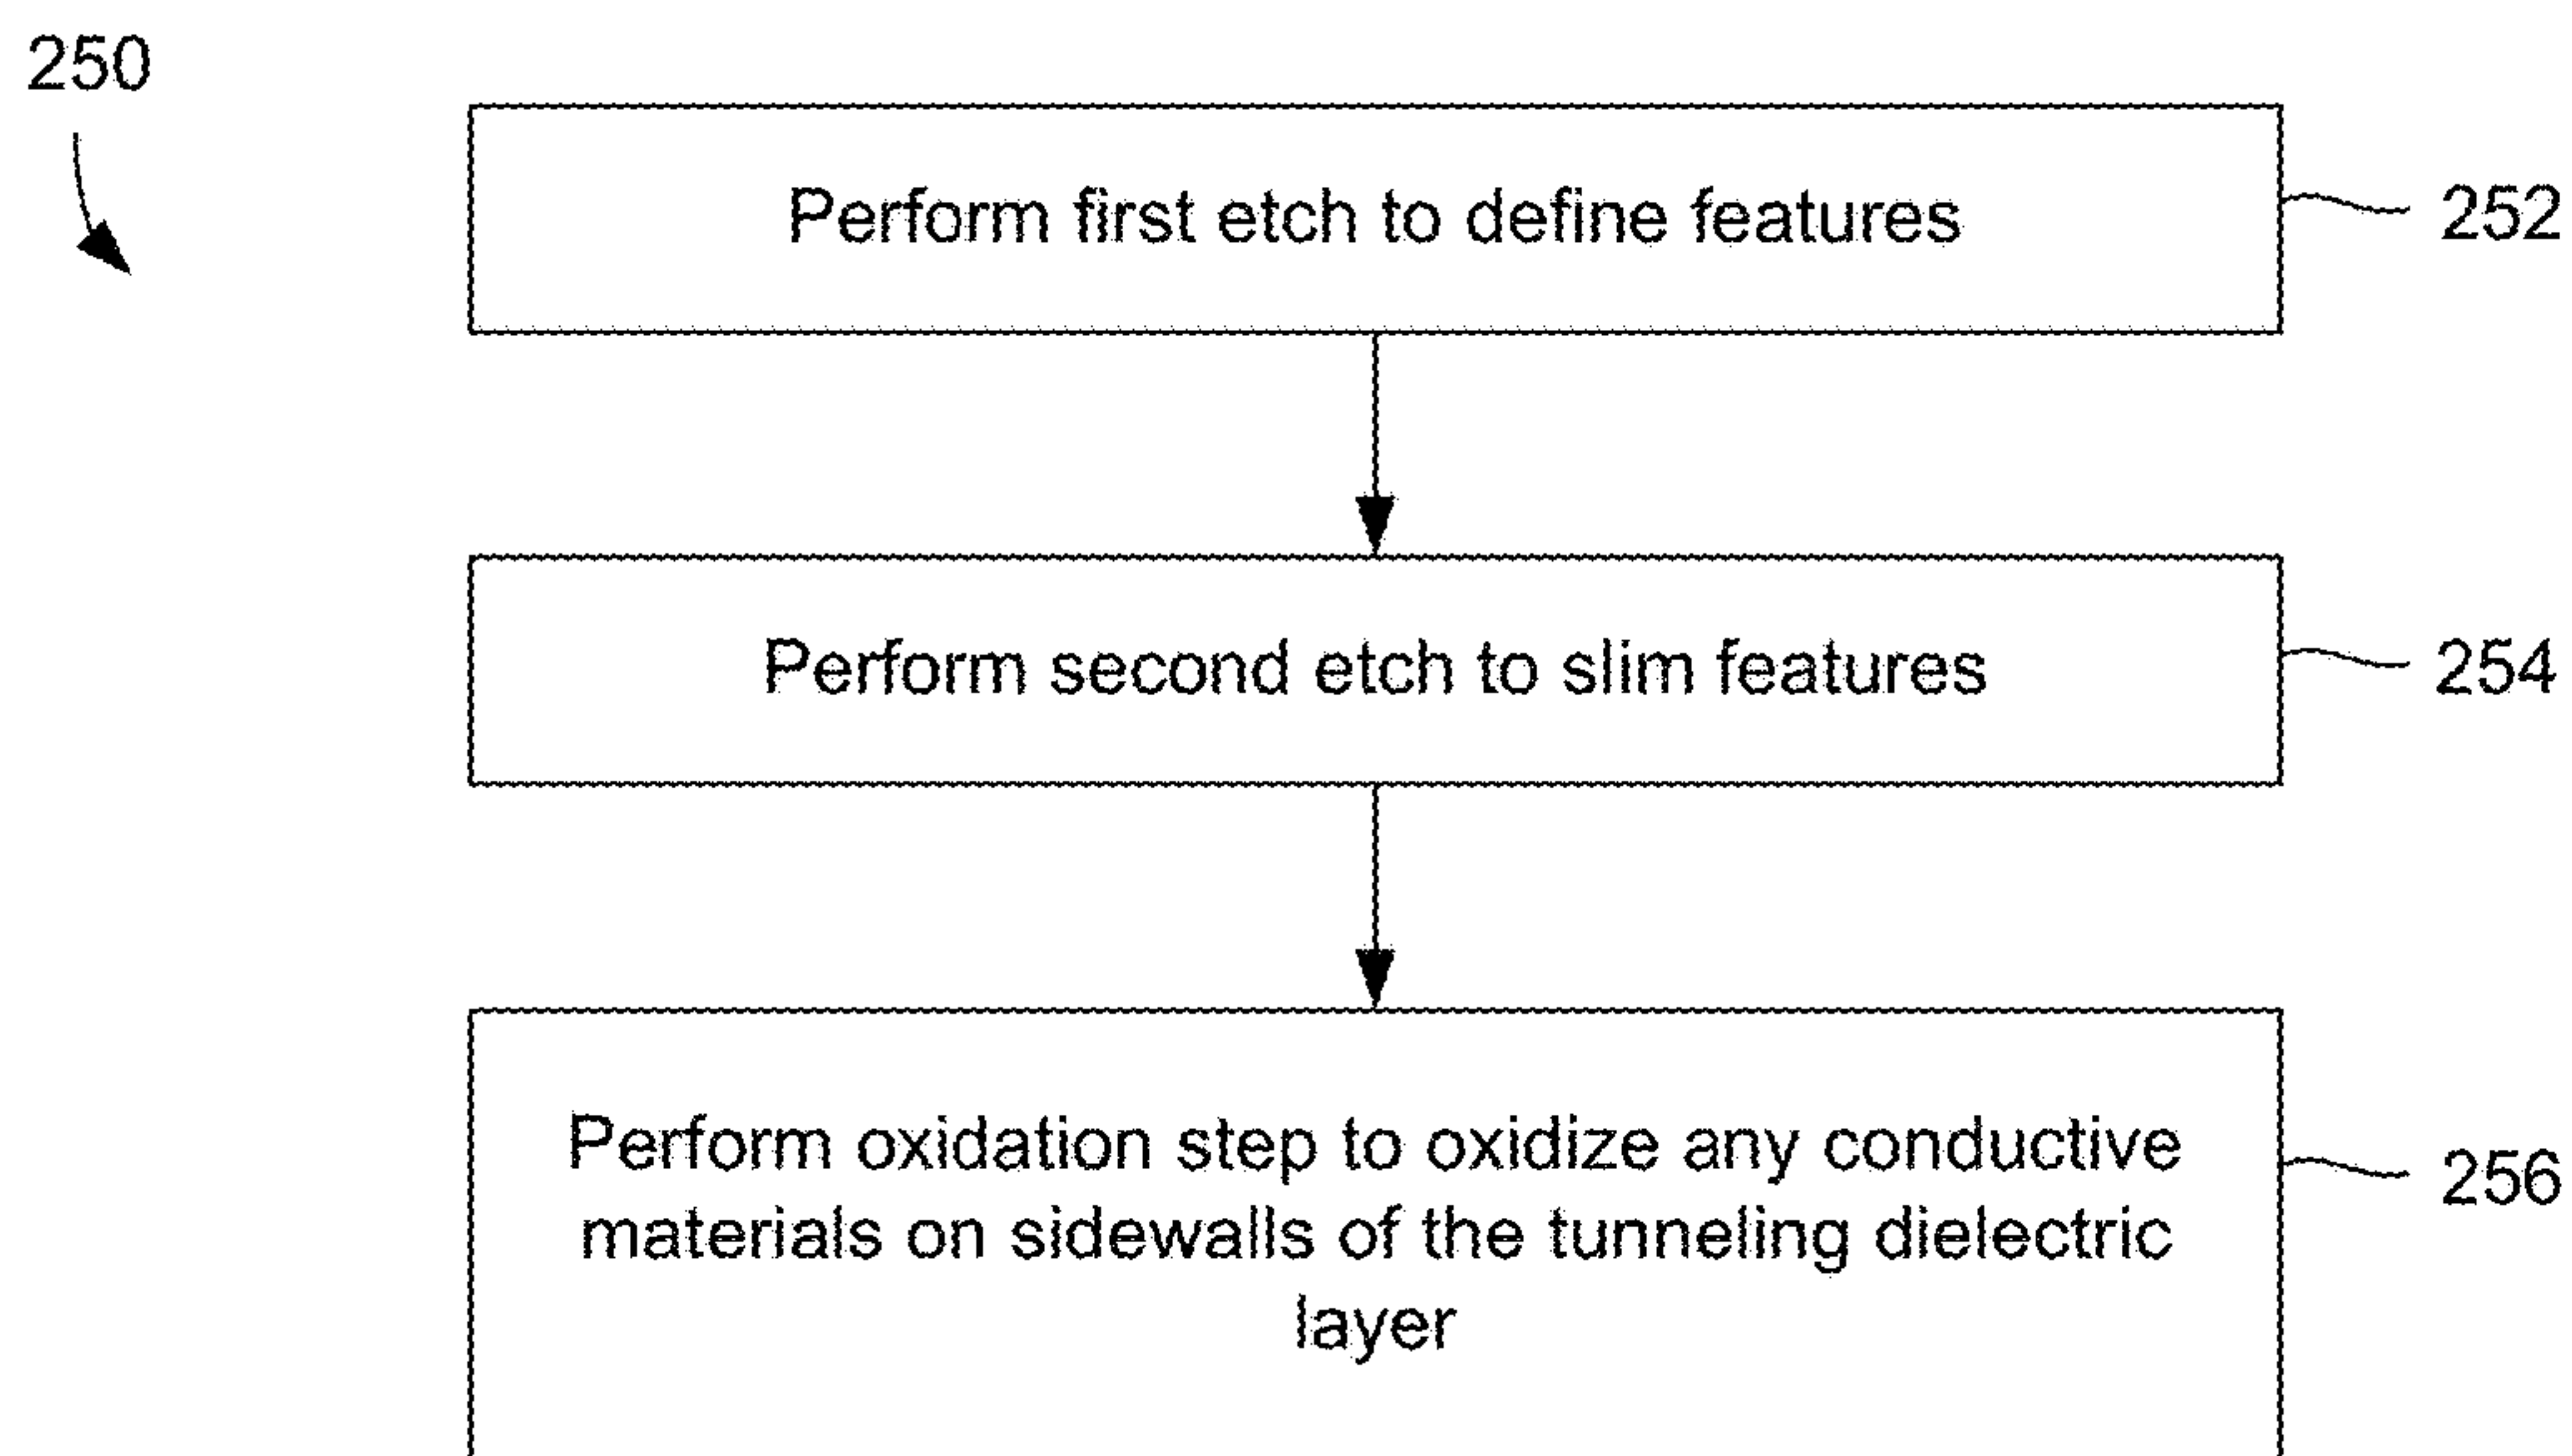 250
Perform first etch to define features
252
Perform second etch to slim features
254
Perform oxidation step to oxidize any conductive
materials on sidewalls of the tunneling dielectric
layer
256